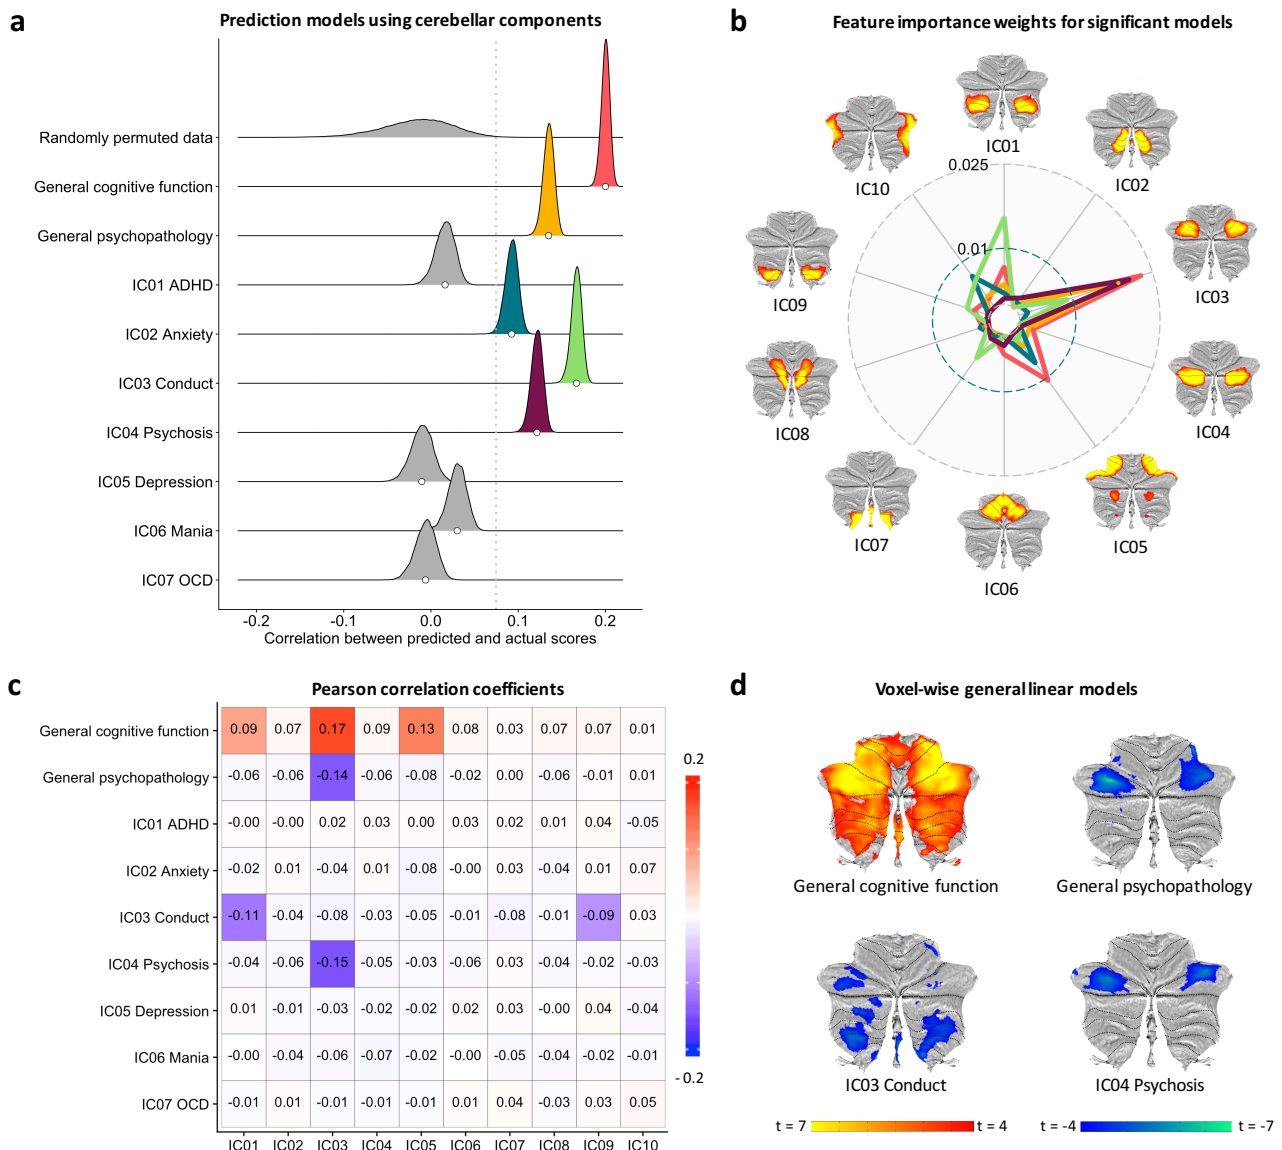 a
Prediction models using cerebellar components
Randomly permuted data
General cognitive function
General psychopathology
IC01 ADHD
IC02 Anxiety
IC03 Conduct
IC04 Psychosis
IC05 Depression
IC06 Mania
IC07 OCD
-0.2 -0.1 0.0 0.1 0.2
Correlation between predicted and actual scores
b
Feature importance weights for significant models
IC01
IC10
IC02
0.025
0.01
IC09
IC03
IC08
IC04
IC07
IC05
IC06
c
Pearson correlation coefficients
General cognitive function 0.09 0.07 0.17 0.09 0.13 0.08 0.03 0.07 0.07 0.01
General psychopathology -0.06 -0.06 -0.14 -0.06 -0.08 -0.02 0.00 -0.06 -0.01 0.01
IC01 ADHD -0.00 -0.00 0.02 0.03 0.00 0.03 0.02 0.01 0.04 -0.05
IC02 Anxiety -0.02 0.01 -0.04 0.01 -0.08 -0.00 0.03 -0.04 0.01 0.07
IC03 Conduct -0.11 -0.04 -0.08 -0.03 -0.05 -0.01 -0.08 -0.01 -0.09 0.03
IC04 Psychosis -0.04 -0.06 -0.15 -0.05 -0.03 -0.06 0.03 -0.04 -0.02 -0.03
IC05 Depression 0.01 -0.01 -0.03 -0.02 -0.02 0.02 0.03 -0.00 0.04 -0.04
IC06 Mania -0.00 -0.04 -0.06 -0.07 -0.02 -0.00 -0.05 -0.04 -0.02 -0.01
IC07 OCD -0.01 0.01 -0.01 -0.01 -0.01 0.01 0.04 -0.03 0.03 0.05
IC01 IC02 IC03 IC04 IC05 IC06 IC07 IC08 IC09 IC10
0.2
-0.2
d
Voxel-wise general linear models
General cognitive function
General psychopathology
IC03 Conduct
IC04 Psychosis
t = 7 t = 4
t = -4 t = -7